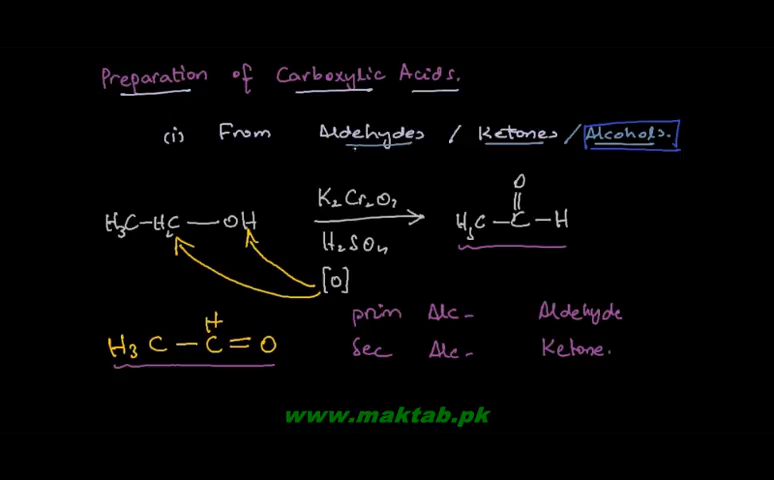 Preparation of Carboxylic Acids.
(i) From Aldehydes / Ketones / Alcohols.
H₃C–H₂C—OH K₂Cr₂O₇ H₂SO₄ [O]
O
||
H₃C–C–H
H
H₃C–C=O
prim Alc- Aldehyde
Sec Alc- Ketone.
www.maktab.pk